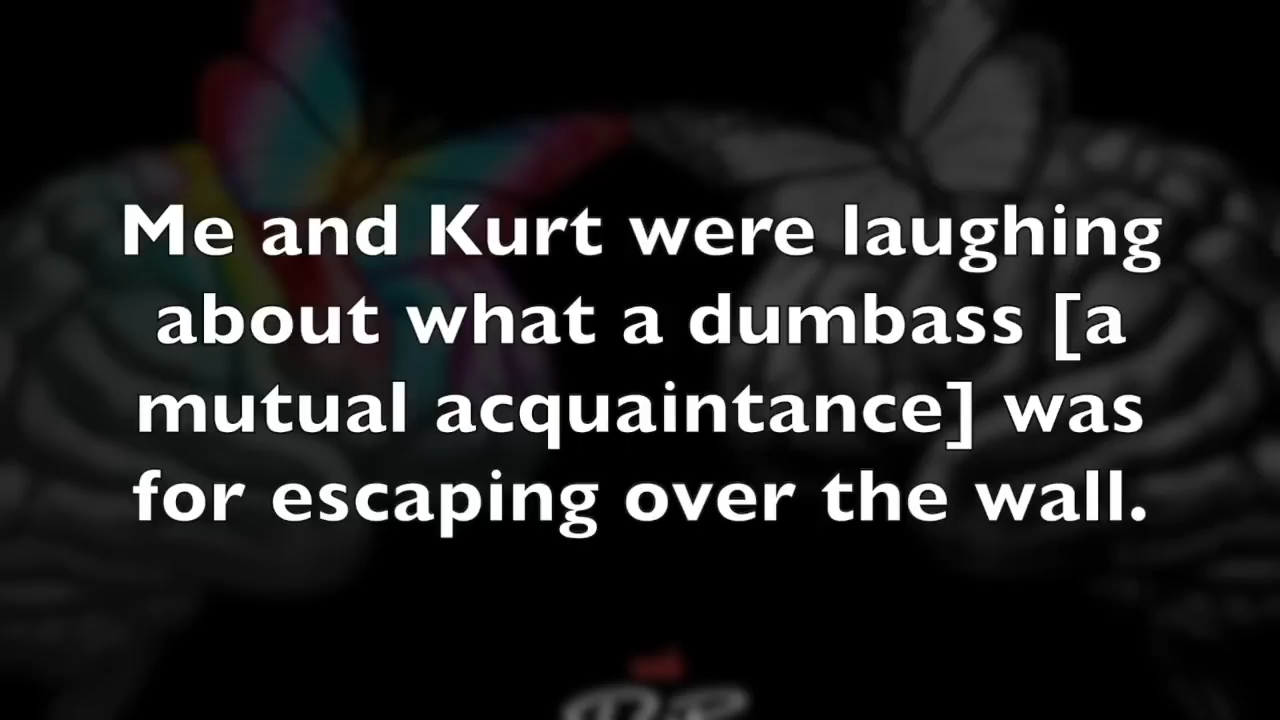 Me and Kurt were laughing
about what a dumbass [a
mutual acquaintance] was
for escaping over the wall.